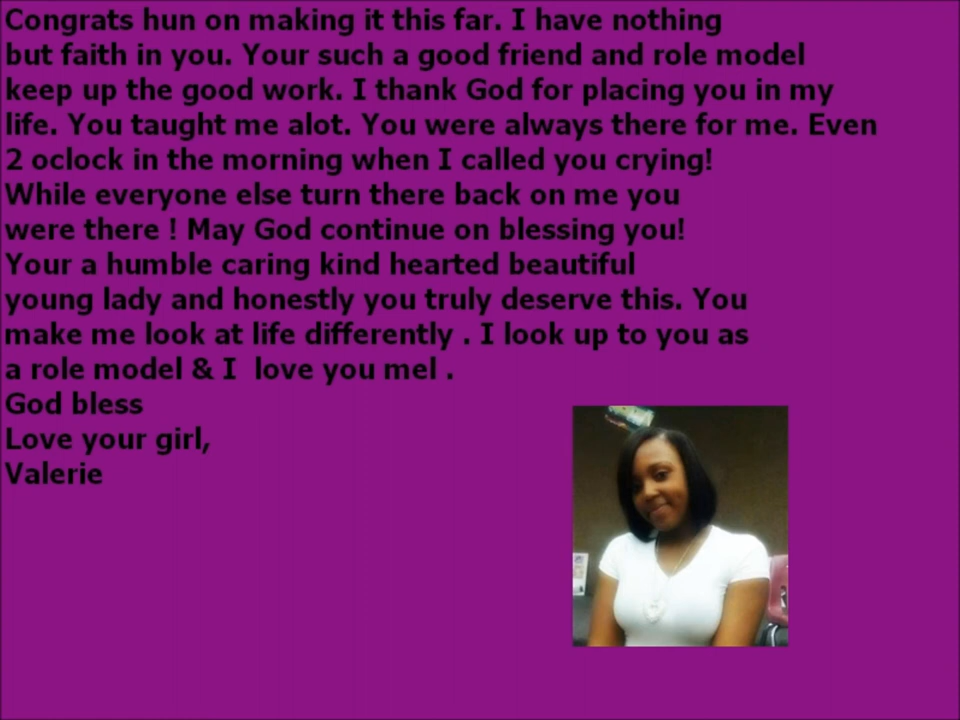 Congrats hun on making it this far. I have nothing
but faith in you. Your such a good friend and role model
keep up the good work. I thank God for placing you in my
life. You taught me alot. You were always there for me. Even
2 oclock in the morning when I called you crying!
While everyone else turn there back on me you
were there ! May God continue on blessing you!
Your a humble caring kind hearted beautiful
young lady and honestly you truly deserve this. You
make me look at life differently . I look up to you as
a role model & I  love you mel .
God bless
Love your girl,
Valerie